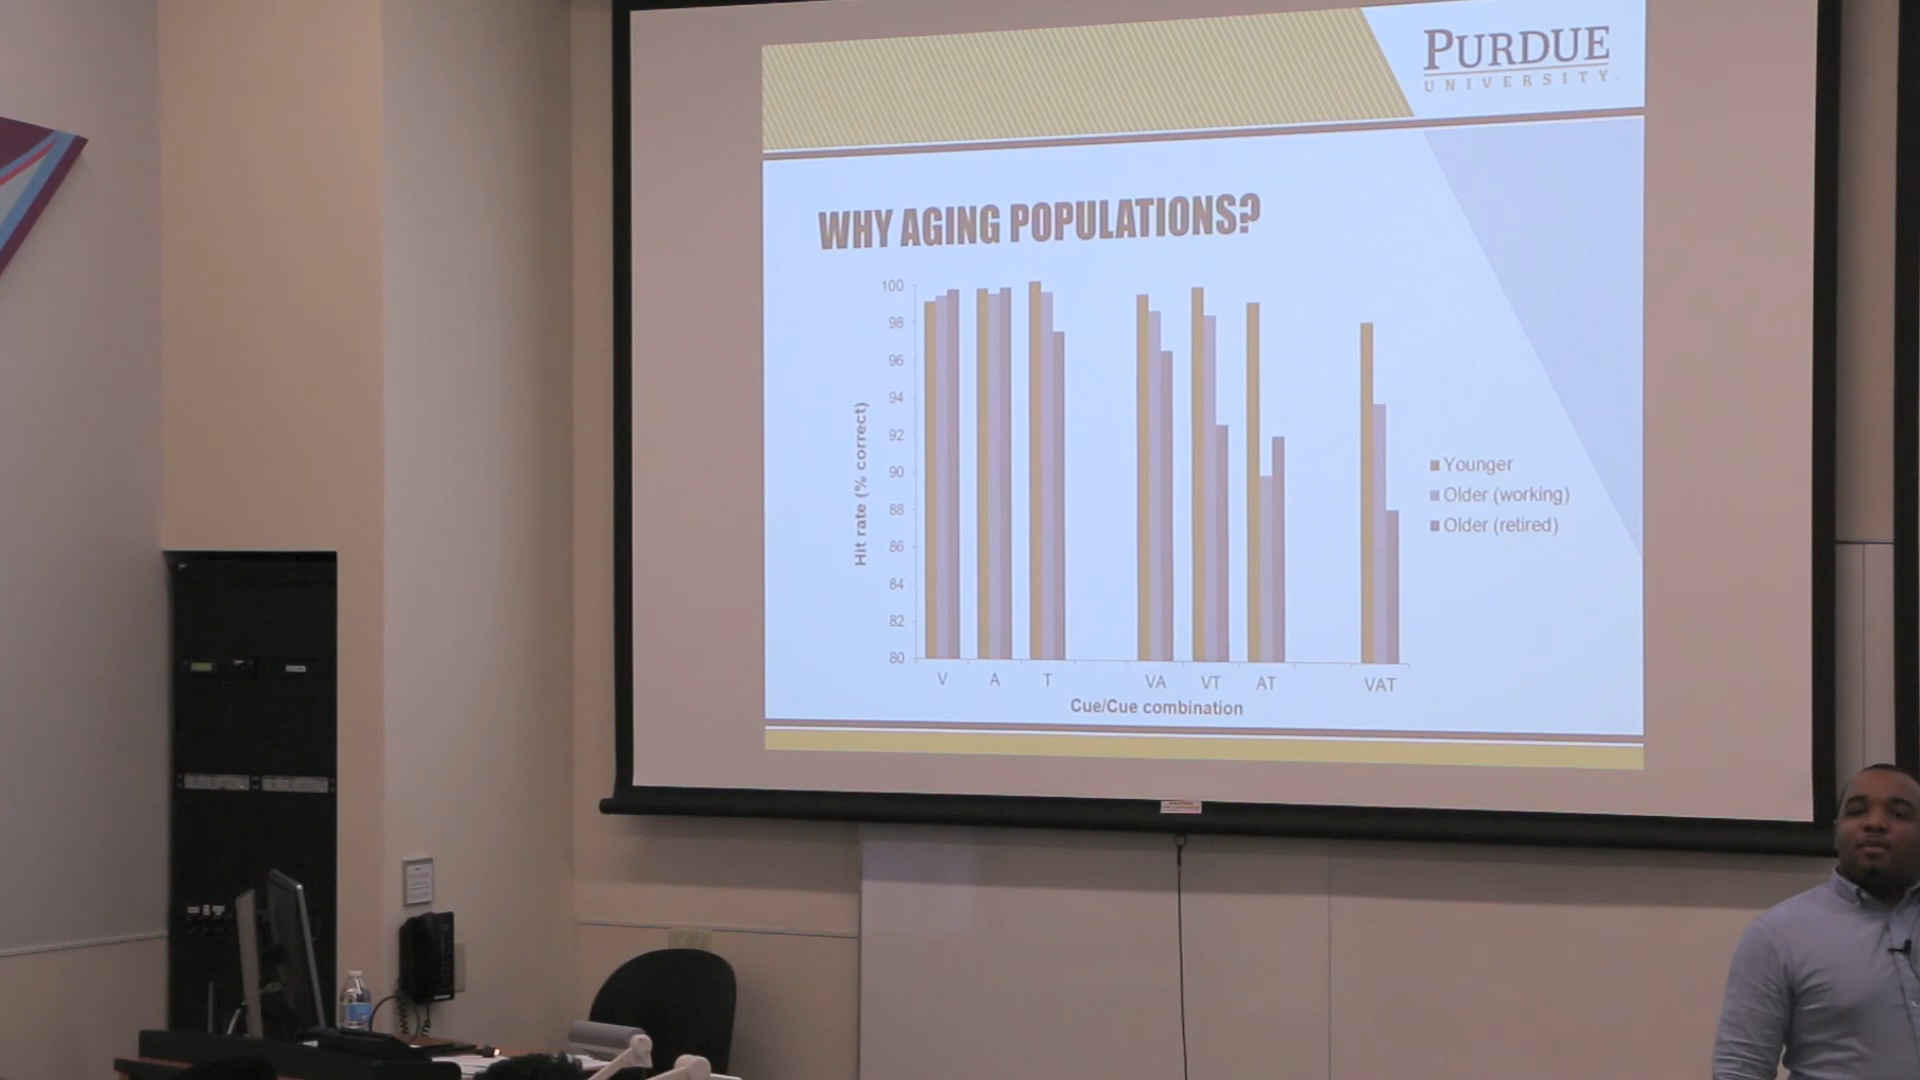 PURDUE
UNIVERSITY
WHY AGING POPULATIONS?
100
98
96
94
92
90
88
86
84
82
80
Hit rate (% correct)
V A T VA VT AT VAT
Cue/Cue combination
Younger
Older (working)
Older (retired)